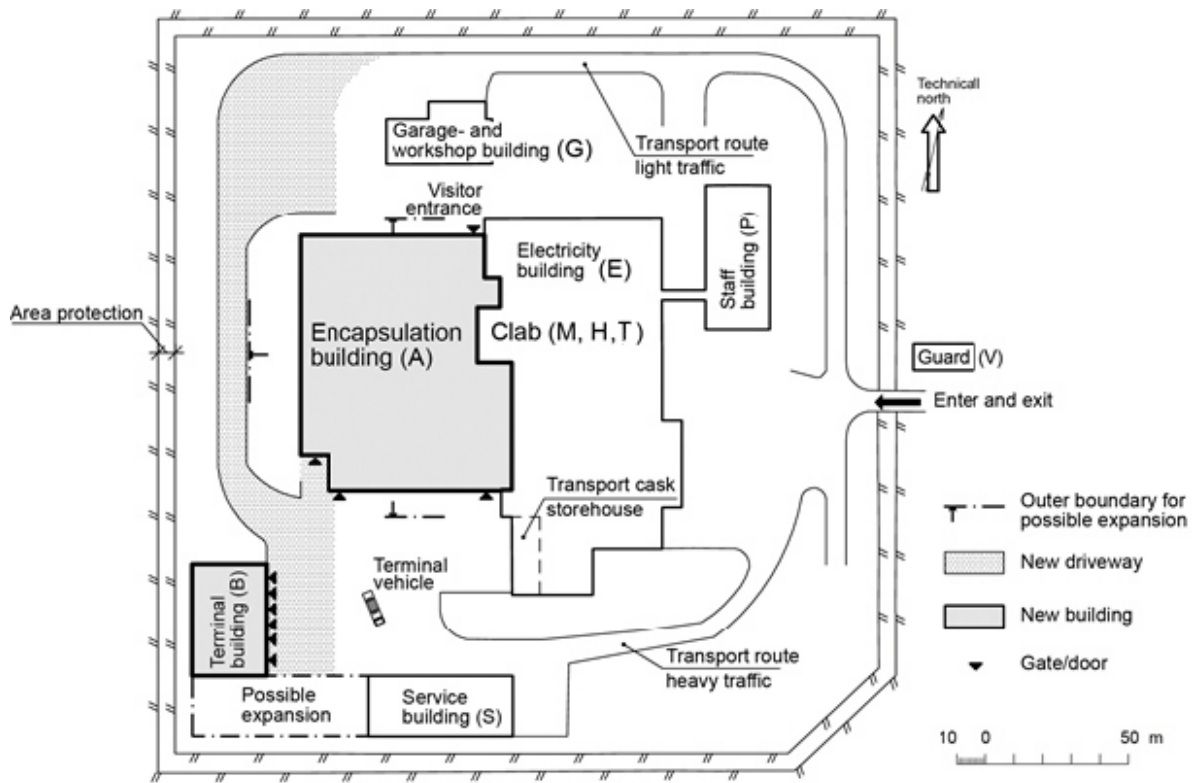 Technicall
north
Garage- and
workshop building (G)
Transport route
light traffic
Visitor
entrance
Electricity
building (E)
Staff
building (P)
Area protection
Encapsulation
building (A)
Clab (M, H,T)
Guard (V)
Enter and exit
Transport cask
storehouse
Outer boundary for
possible expansion
Terminal
vehicle
New driveway
Terminal
building (B)
New building
Transport route
heavy traffic
Gate/door
Possible
expansion
Service
building (S)
10 0 50 m